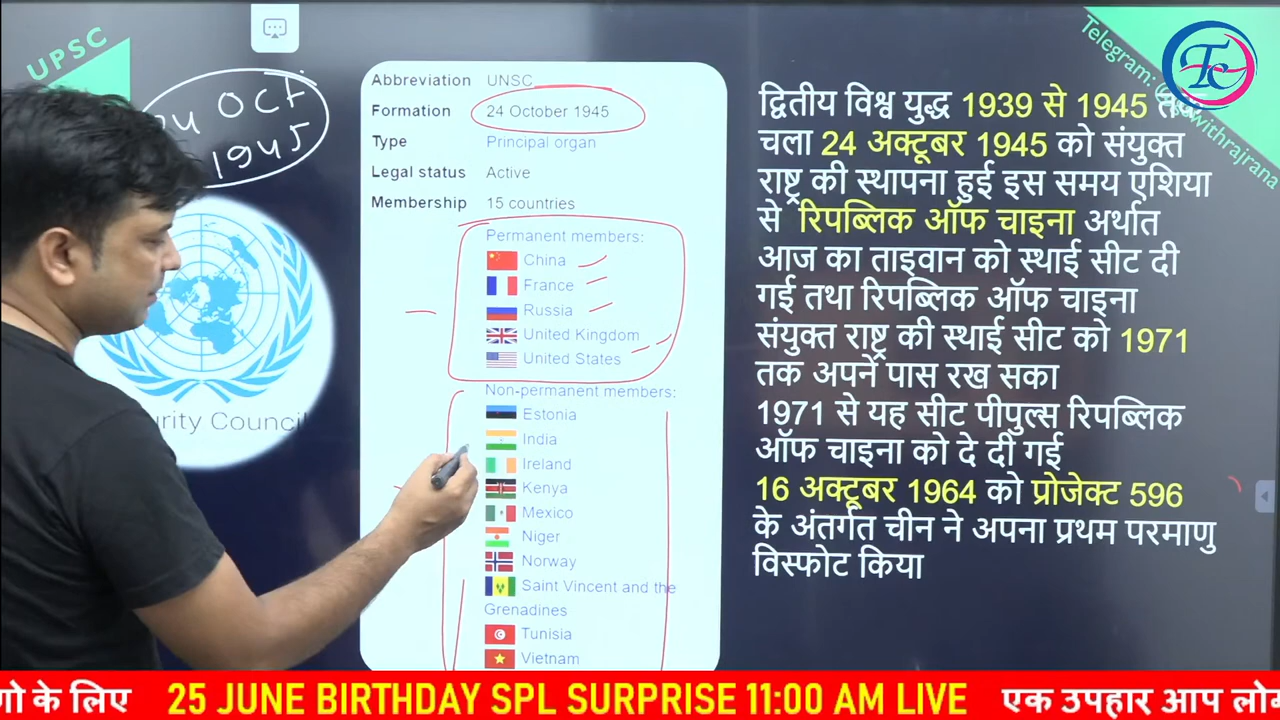 UPSC
24 OCT
1945
urity Council
Abbreviation UNSC
Formation 24 October 1945
Type Principal organ
Legal status Active
Membership 15 countries
Permanent members:
China
France
Russia
United Kingdom
United States
Non-permanent members:
Estonia
India
Ireland
Kenya
Mexico
Niger
Norway
Saint Vincent and the
Grenadines
Tunisia
Vietnam
Telegram:
Tc
द्वितीय विश्व युद्ध 1939 से 1945
चला 24 अक्टूबर 1945 को संयुक्त
राष्ट्र की स्थापना हुई इस समय एशिया
से रिपब्लिक ऑफ चाइना अर्थात
आज का ताइवान को स्थाई सीट दी
गई तथा रिपब्लिक ऑफ चाइना
संयुक्त राष्ट्र की स्थाई सीट को 1971
तक अपने पास रख सका
1971 से यह सीट पीपुल्स रिपब्लिक
ऑफ चाइना को दे दी गई
16 अक्टूबर 1964 को प्रोजेक्ट 596
के अंतर्गत चीन ने अपना प्रथम परमाणु
विस्फोट किया
गो के लिए 25 JUNE BIRTHDAY SPL SURPRISE 11:00 AM LIVE एक उपहार आप लो